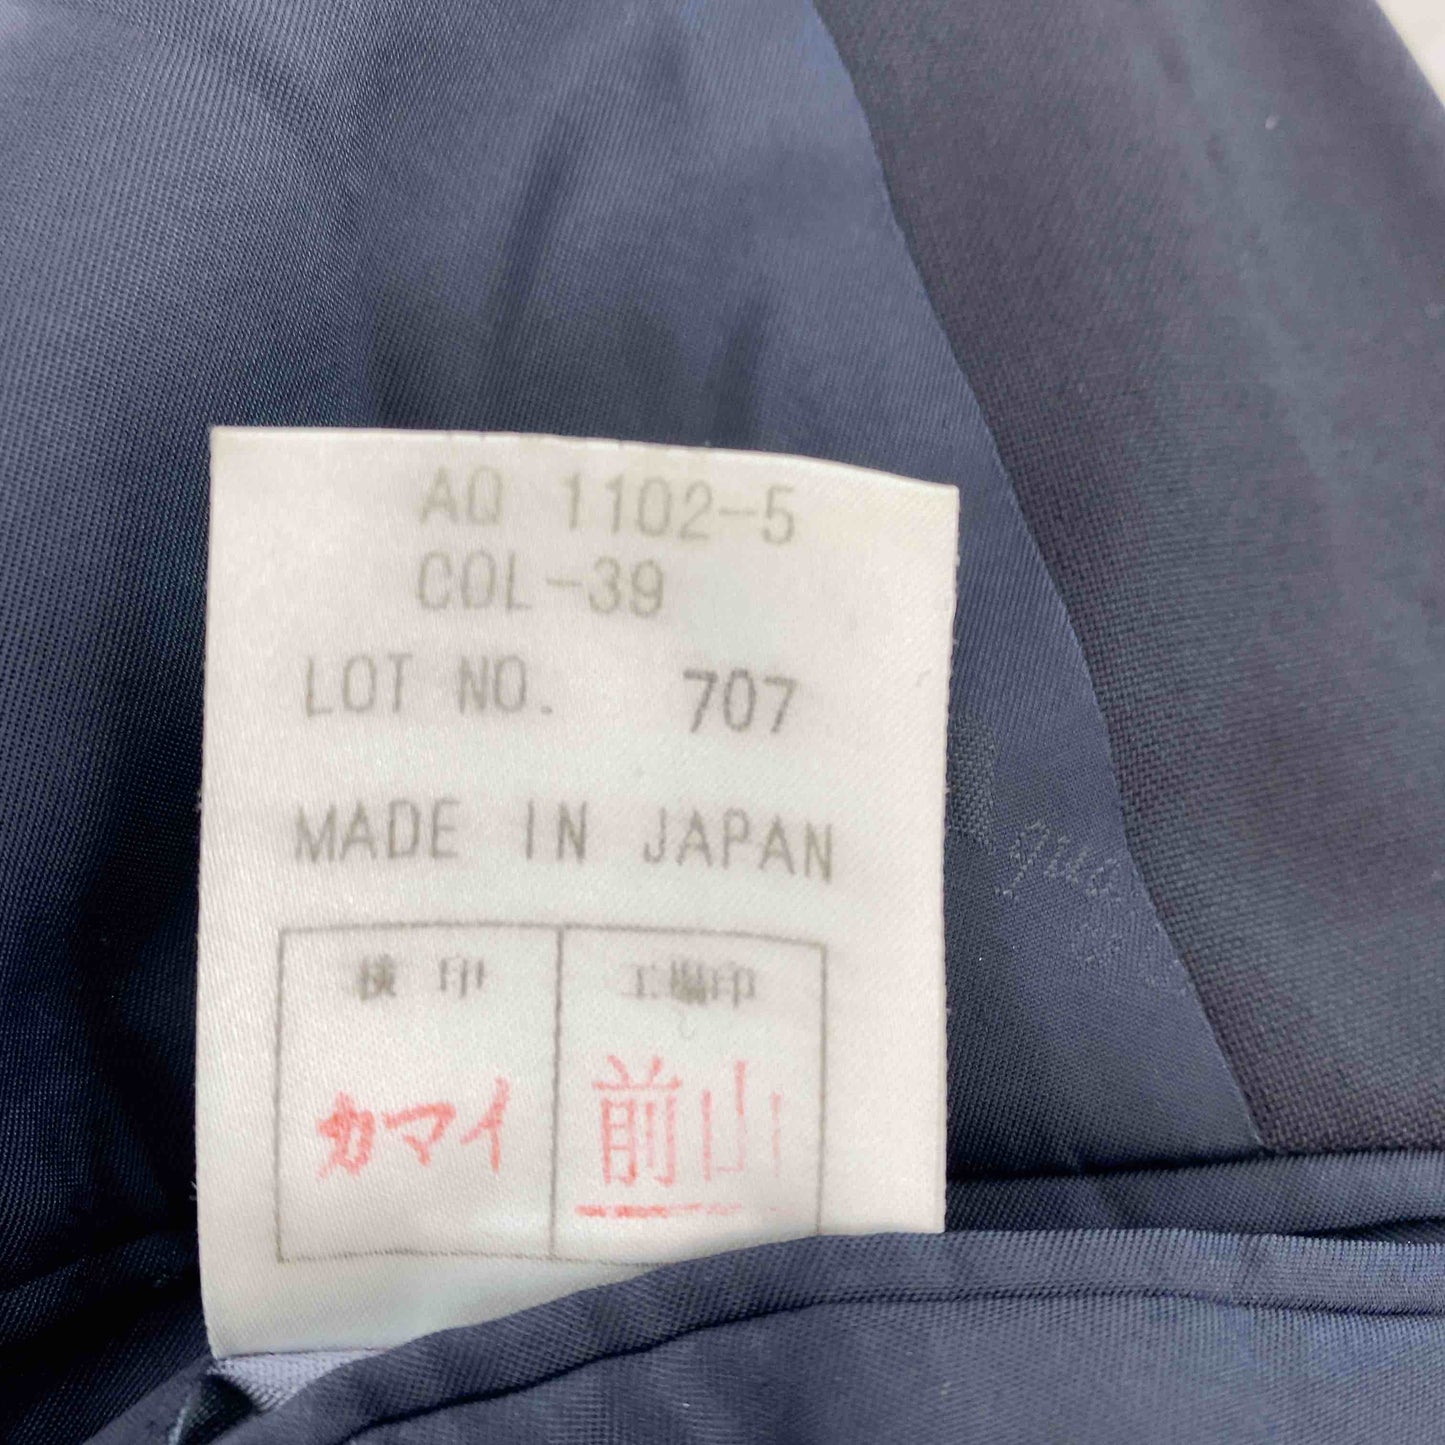 AQ 1102-5
COL-39
LOT NO. 707
MADE IN JAPAN
検印 工場印
カマイ 前山